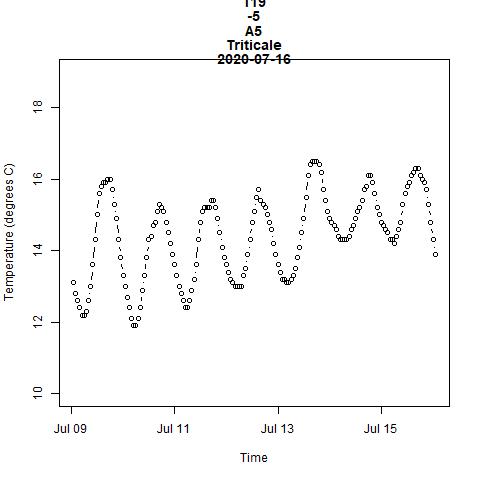 T19
-5
A5
Triticale
2020-07-16
18
16
14
12
10
Temperature (degrees C)
Jul 09
Jul 11
Jul 13
Jul 15
Time